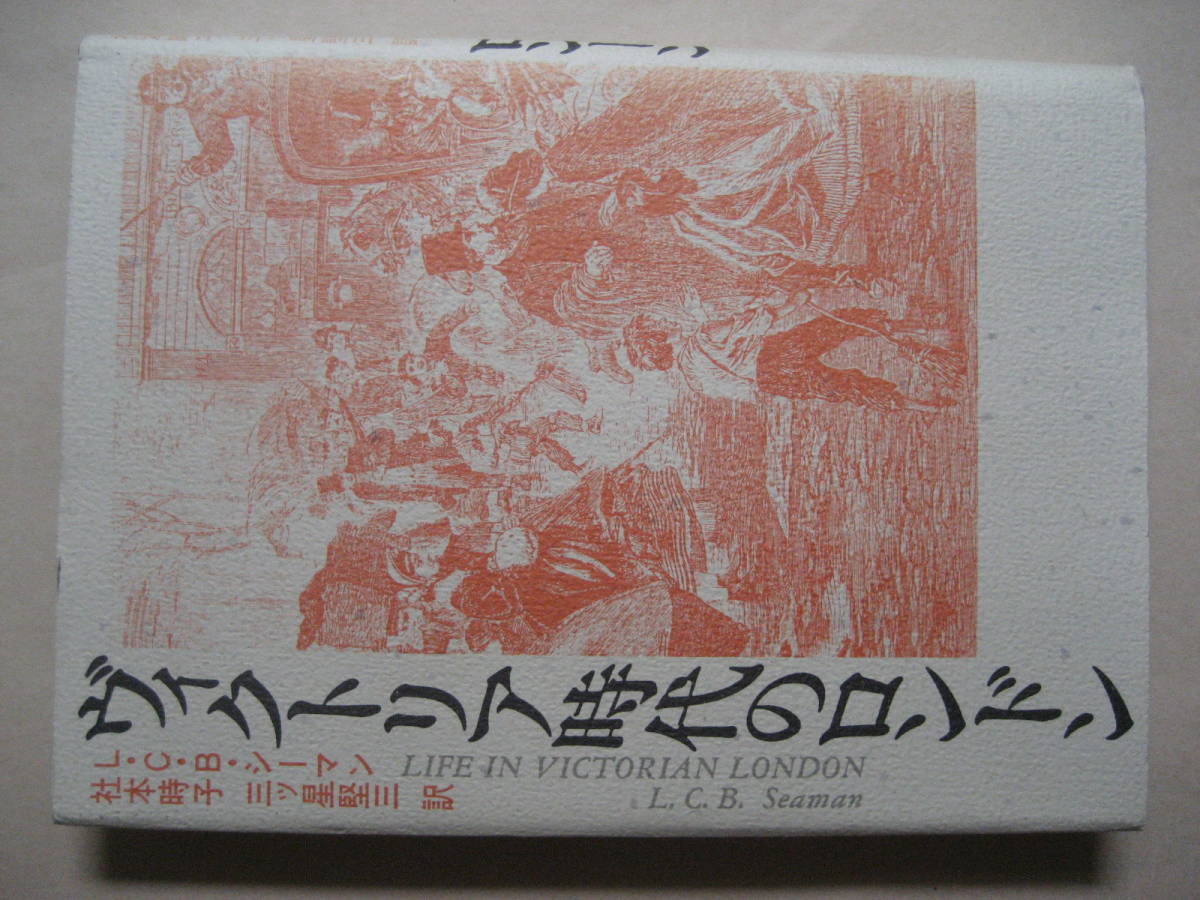 ヴィクトリア時代のロンドン
L・C・B・シーマン
社本時子 三ツ星堅三 訳
LIFE IN VICTORIAN LONDON
L. C. B. Seaman